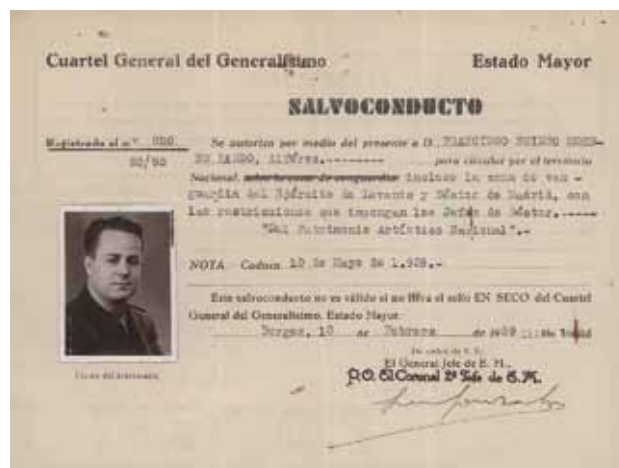 Cuartel General del Generalísimo
Estado Mayor
SALVOCONDUCTO
Registrado al nº
Se autoriza por medio del presente a D. FRANCISCO
Alférez.-------- para circular por el territorio
Nacional, incluso la zona de van-
guardia del Ejército de Levante y Sector de Madrid, con
las restricciones que impongan los Jefes de Sector.-----
"Del Patrimonio Artístico Nacional".-
NOTA Caduca 10 de Mayo de
Este salvoconducto no es válido si no lleva el sello EN SECO del Cuartel
General del Generalísimo. Estado Mayor.
Burgos, 10 de Febrero de 1939
El General Jefe de E. M.,
P.O. El Coronel 2º Jefe de E.M.